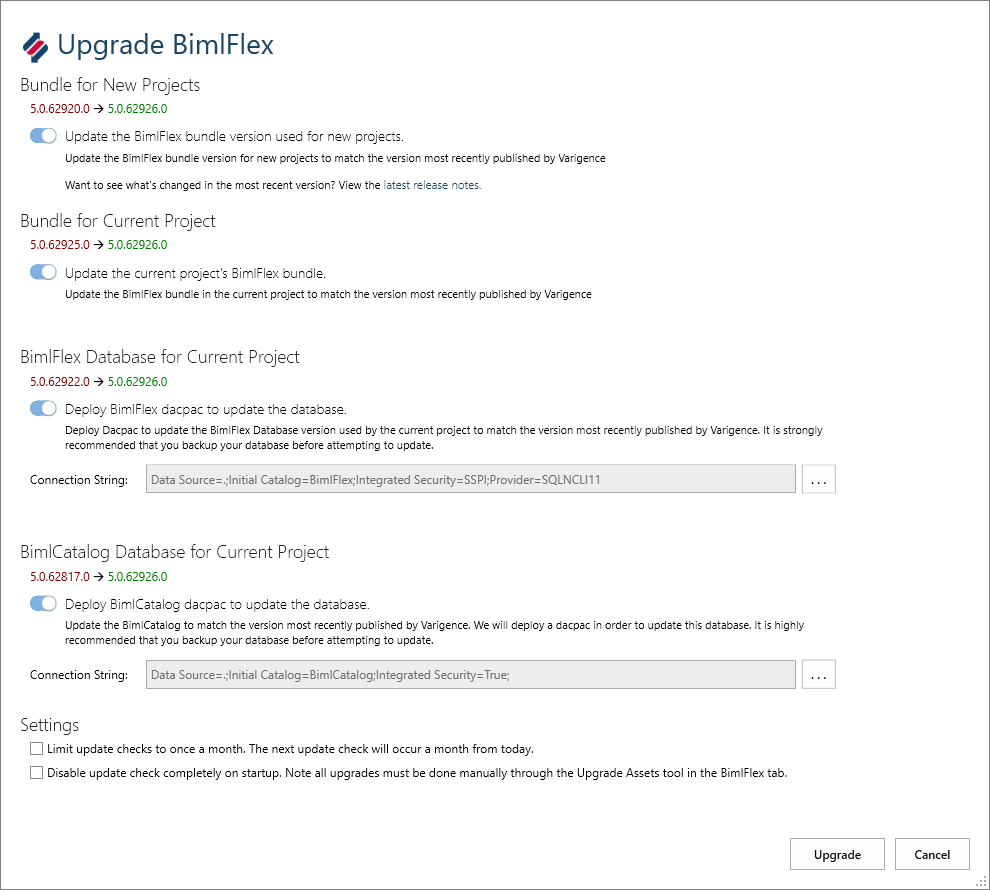 Upgrade BimlFlex
Bundle for New Projects
5.0.62920.0 → 5.0.62926.0
Update the BimlFlex bundle version used for new projects.
Update the BimlFlex bundle version for new projects to match the version most recently published by Varigence
Want to see what's changed in the most recent version? View the latest release notes.
Bundle for Current Project
5.0.62925.0 → 5.0.62926.0
Update the current project's BimlFlex bundle.
Update the BimlFlex bundle in the current project to match the version most recently published by Varigence
BimlFlex Database for Current Project
5.0.62922.0 → 5.0.62926.0
Deploy BimlFlex dacpac to update the database.
Deploy Dacpac to update the BimlFlex Database version used by the current project to match the version most recently published by Varigence. It is strongly
recommended that you backup your database before attempting to update.
Connection String: Data Source=.;Initial Catalog=BimlFlex;Integrated Security=SSPI;Provider=SQLNCLI11 ...
BimlCatalog Database for Current Project
5.0.62817.0 → 5.0.62926.0
Deploy BimlCatalog dacpac to update the database.
Update the BimlCatalog to match the version most recently published by Varigence. We will deploy a dacpac in order to update this database. It is highly
recommended that you backup your database before attempting to update.
Connection String: Data Source=.;Initial Catalog=BimlCatalog;Integrated Security=True; ...
Settings
Limit update checks to once a month. The next update check will occur a month from today.
Disable update check completely on startup. Note all upgrades must be done manually through the Upgrade Assets tool in the BimlFlex tab.
Upgrade Cancel